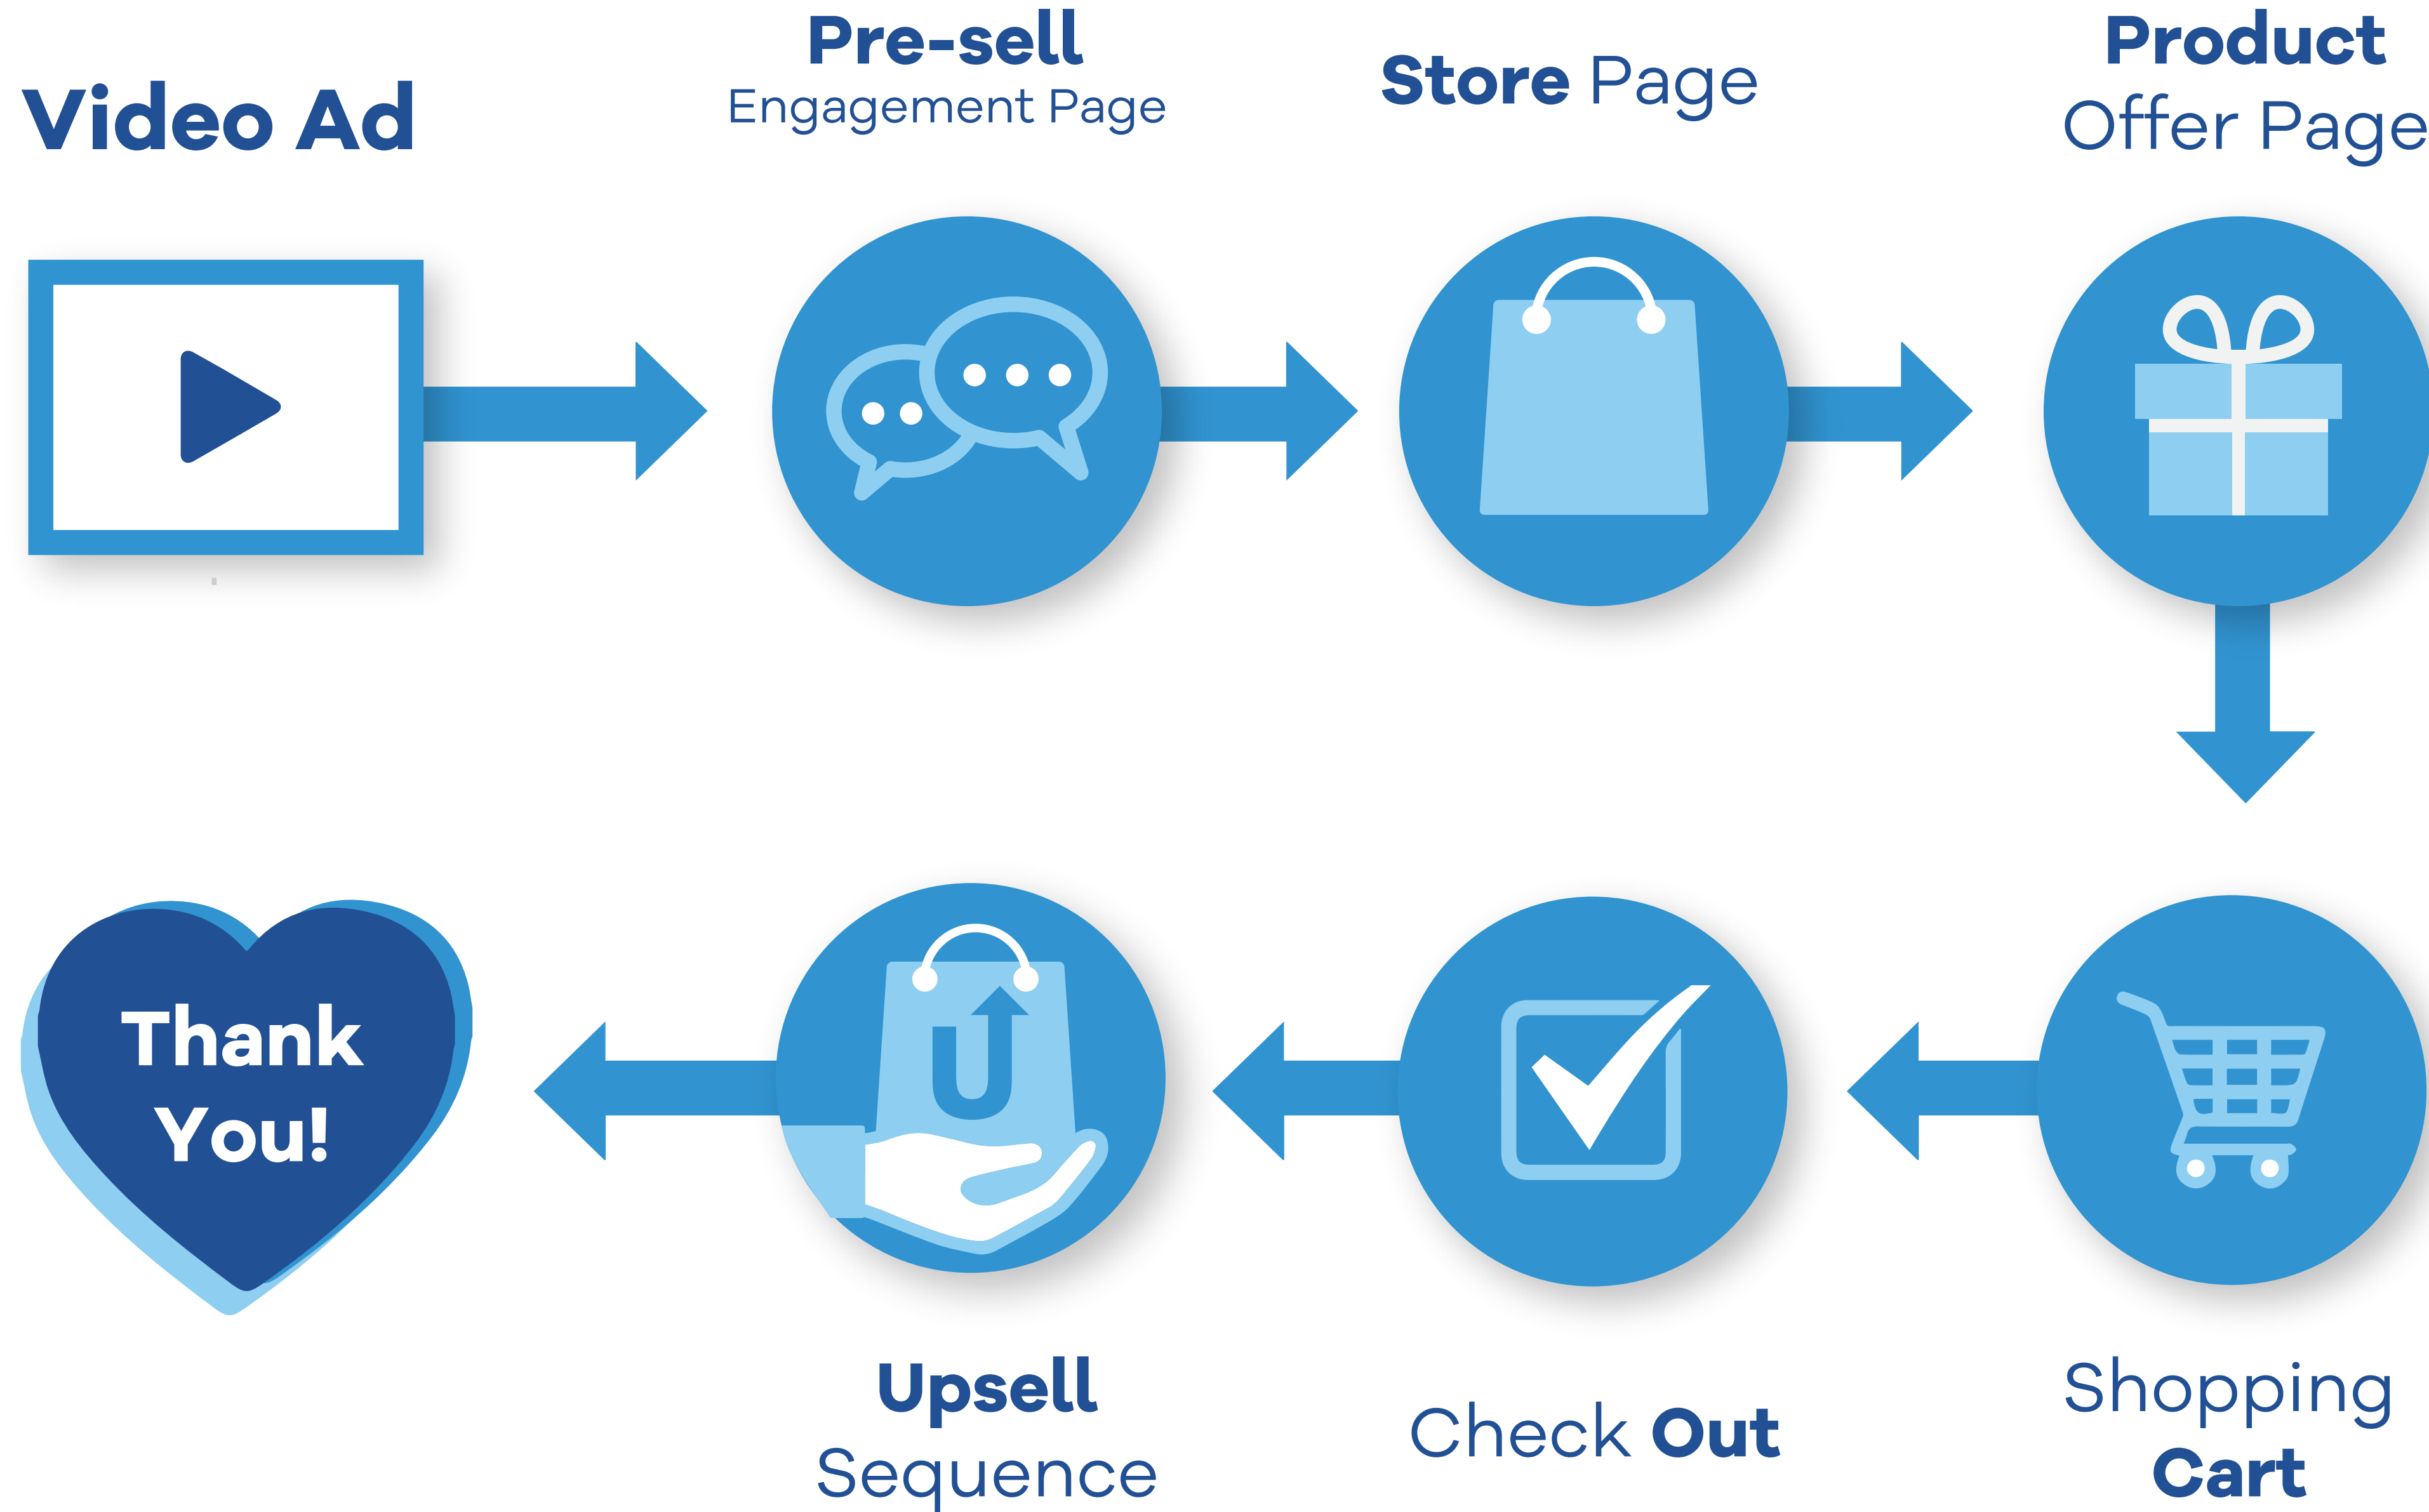 Video Ad
Pre-sell
Engagement Page
Store Page
Product
Offer Page
Thank
You!
U
Upsell
Sequence
Check Out
Shopping
Cart